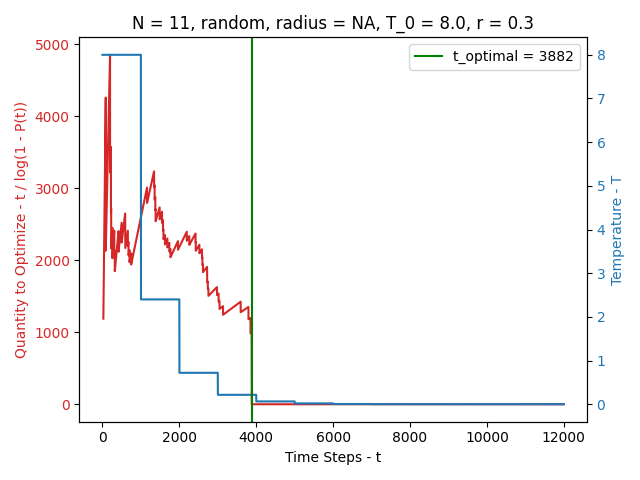 N = 11, random, radius = NA, T_0 = 8.0, r = 0.3
t_optimal = 3882
Quantity to Optimize - t / log(1 - P(t))
5000
4000
3000
2000
1000
0
8
7
6
5
4
3
2
1
0
Temperature - T
0 2000 4000 6000 8000 10000 12000
Time Steps - t